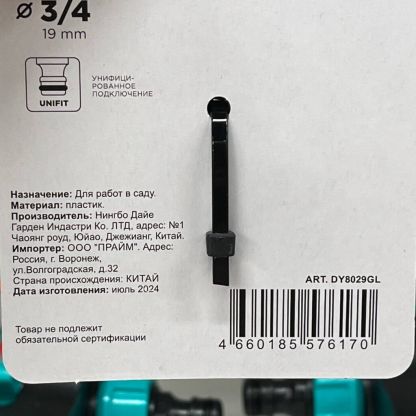 ⌀ 3/4
19 mm
UNIFIT
УНИФИЦИ-
РОВАННОЕ
ПОДКЛЮЧЕНИЕ
Назначение: Для работ в саду.
Материал: пластик.
Производитель: Нингбо Дайе
Гарден Индастри Ко. ЛТД, адрес: №1
Чаоянг роуд, Юйао, Джежианг, Китай.
Импортер: ООО "ПРАЙМ". Адрес:
Россия, г. Воронеж,
ул.Волгоградская, д.32
Страна происхождения: КИТАЙ
Дата изготовления: июль 2024
Товар не подлежит
обязательной сертификации
ART. DY8029GL
4 660185 576170